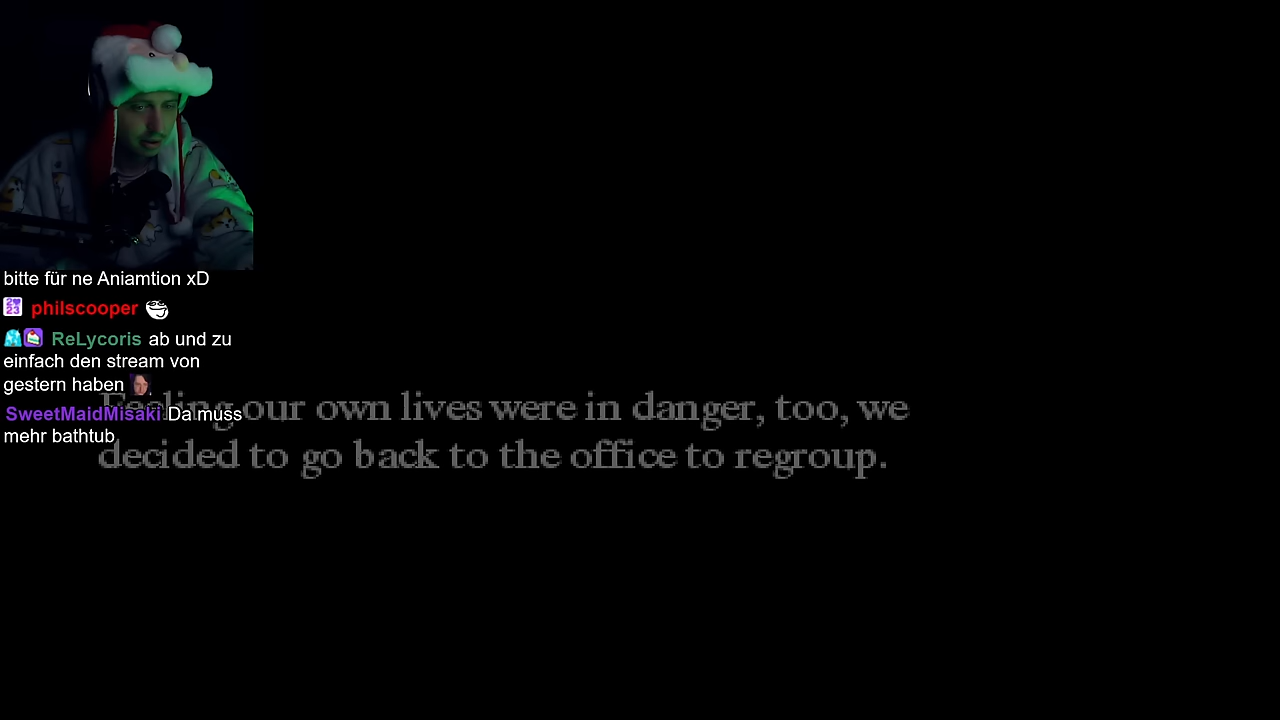 bitte für ne Aniamtion xD
2023 philscooper
ReLycoris ab und zu
einfach den stream von
gestern haben
SweetMaidMisaki Da muss
mehr bathtub
Feeling our own lives were in danger, too, we
decided to go back to the office to regroup.